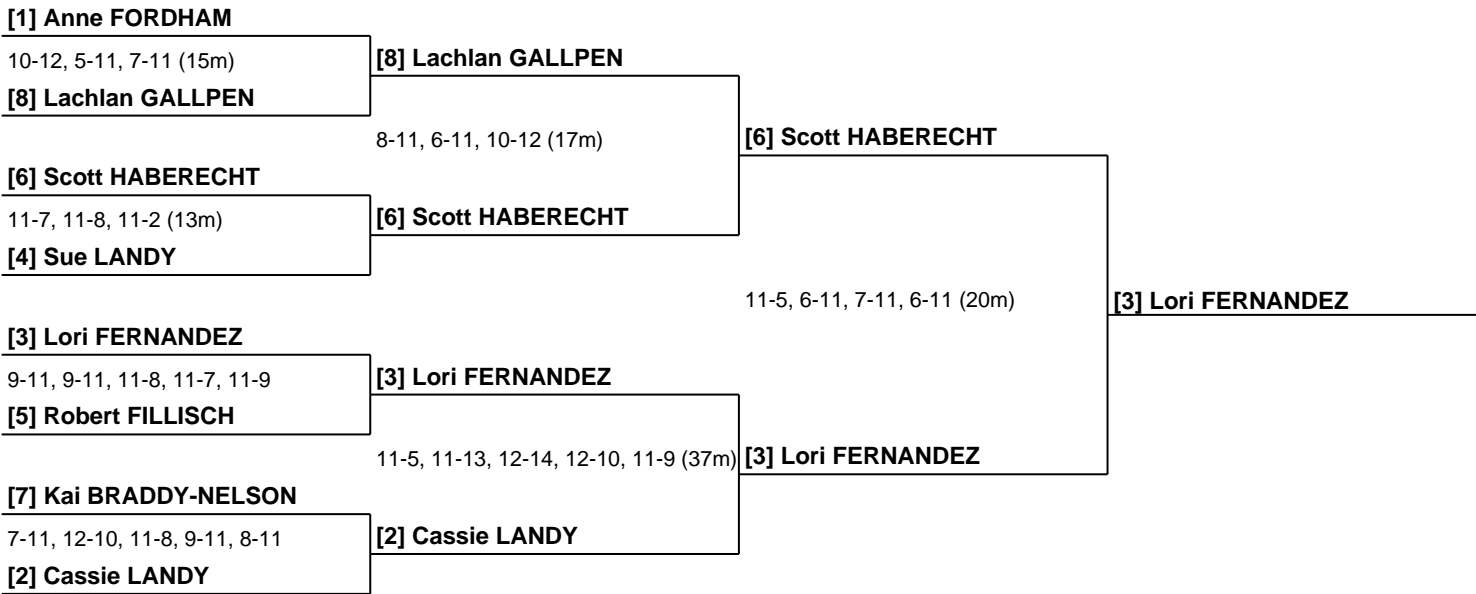 [1] Anne FORDHAM
10-12, 5-11, 7-11 (15m)
[8] Lachlan GALLPEN
[8] Lachlan GALLPEN
8-11, 6-11, 10-12 (17m)
[6] Scott HABERECHT
[6] Scott HABERECHT
11-7, 11-8, 11-2 (13m)
[6] Scott HABERECHT
[4] Sue LANDY
11-5, 6-11, 7-11, 6-11 (20m)
[3] Lori FERNANDEZ
[3] Lori FERNANDEZ
9-11, 9-11, 11-8, 11-7, 11-9
[3] Lori FERNANDEZ
[5] Robert FILLISCH
11-5, 11-13, 12-14, 12-10, 11-9 (37m)
[3] Lori FERNANDEZ
[7] Kai BRADDY-NELSON
7-11, 12-10, 11-8, 9-11, 8-11
[2] Cassie LANDY
[2] Cassie LANDY